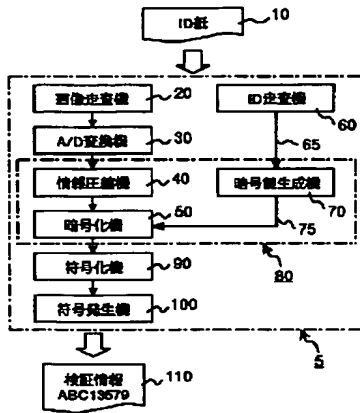 ID紙
10
画像走査機
20
ID走査機
60
A/D変換機
30
65
情報圧縮機
40
暗号鍵生成機
70
暗号化機
50
75
80
符号化機
90
符号発生機
100
5
検証情報
ABC13579
110